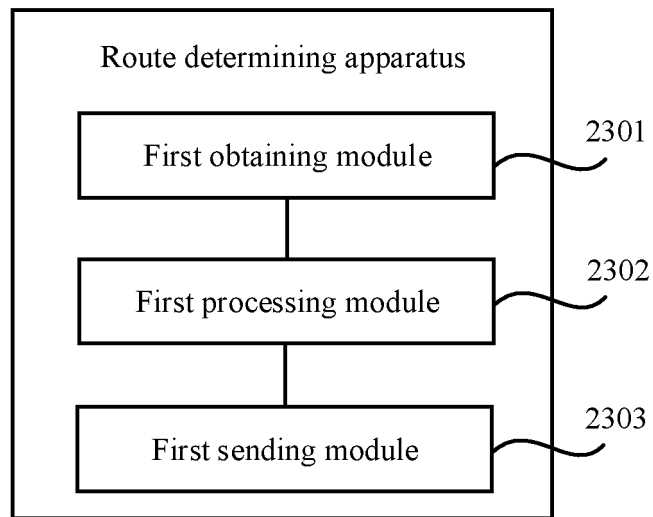 Route determining apparatus
First obtaining module
2301
First processing module
2302
First sending module
2303